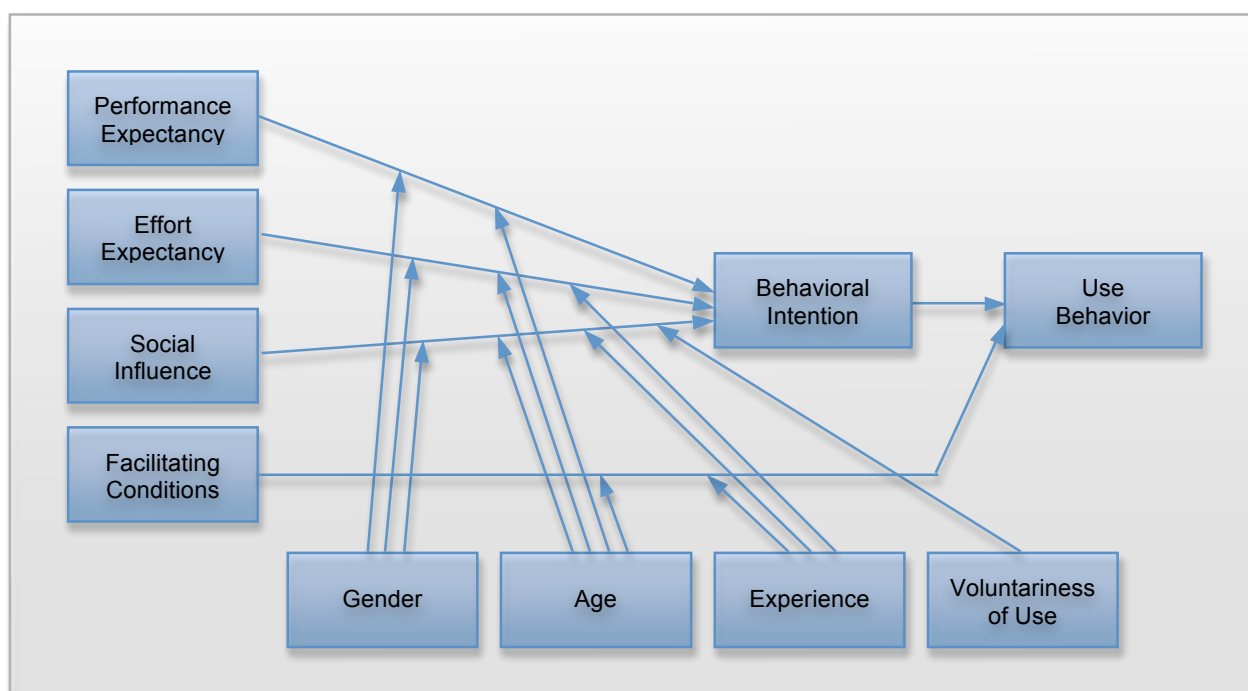 Performance
Expectancy
Effort
Expectancy
Social
Influence
Facilitating
Conditions
Behavioral
Intention
Use
Behavior
Gender
Age
Experience
Voluntariness
of Use